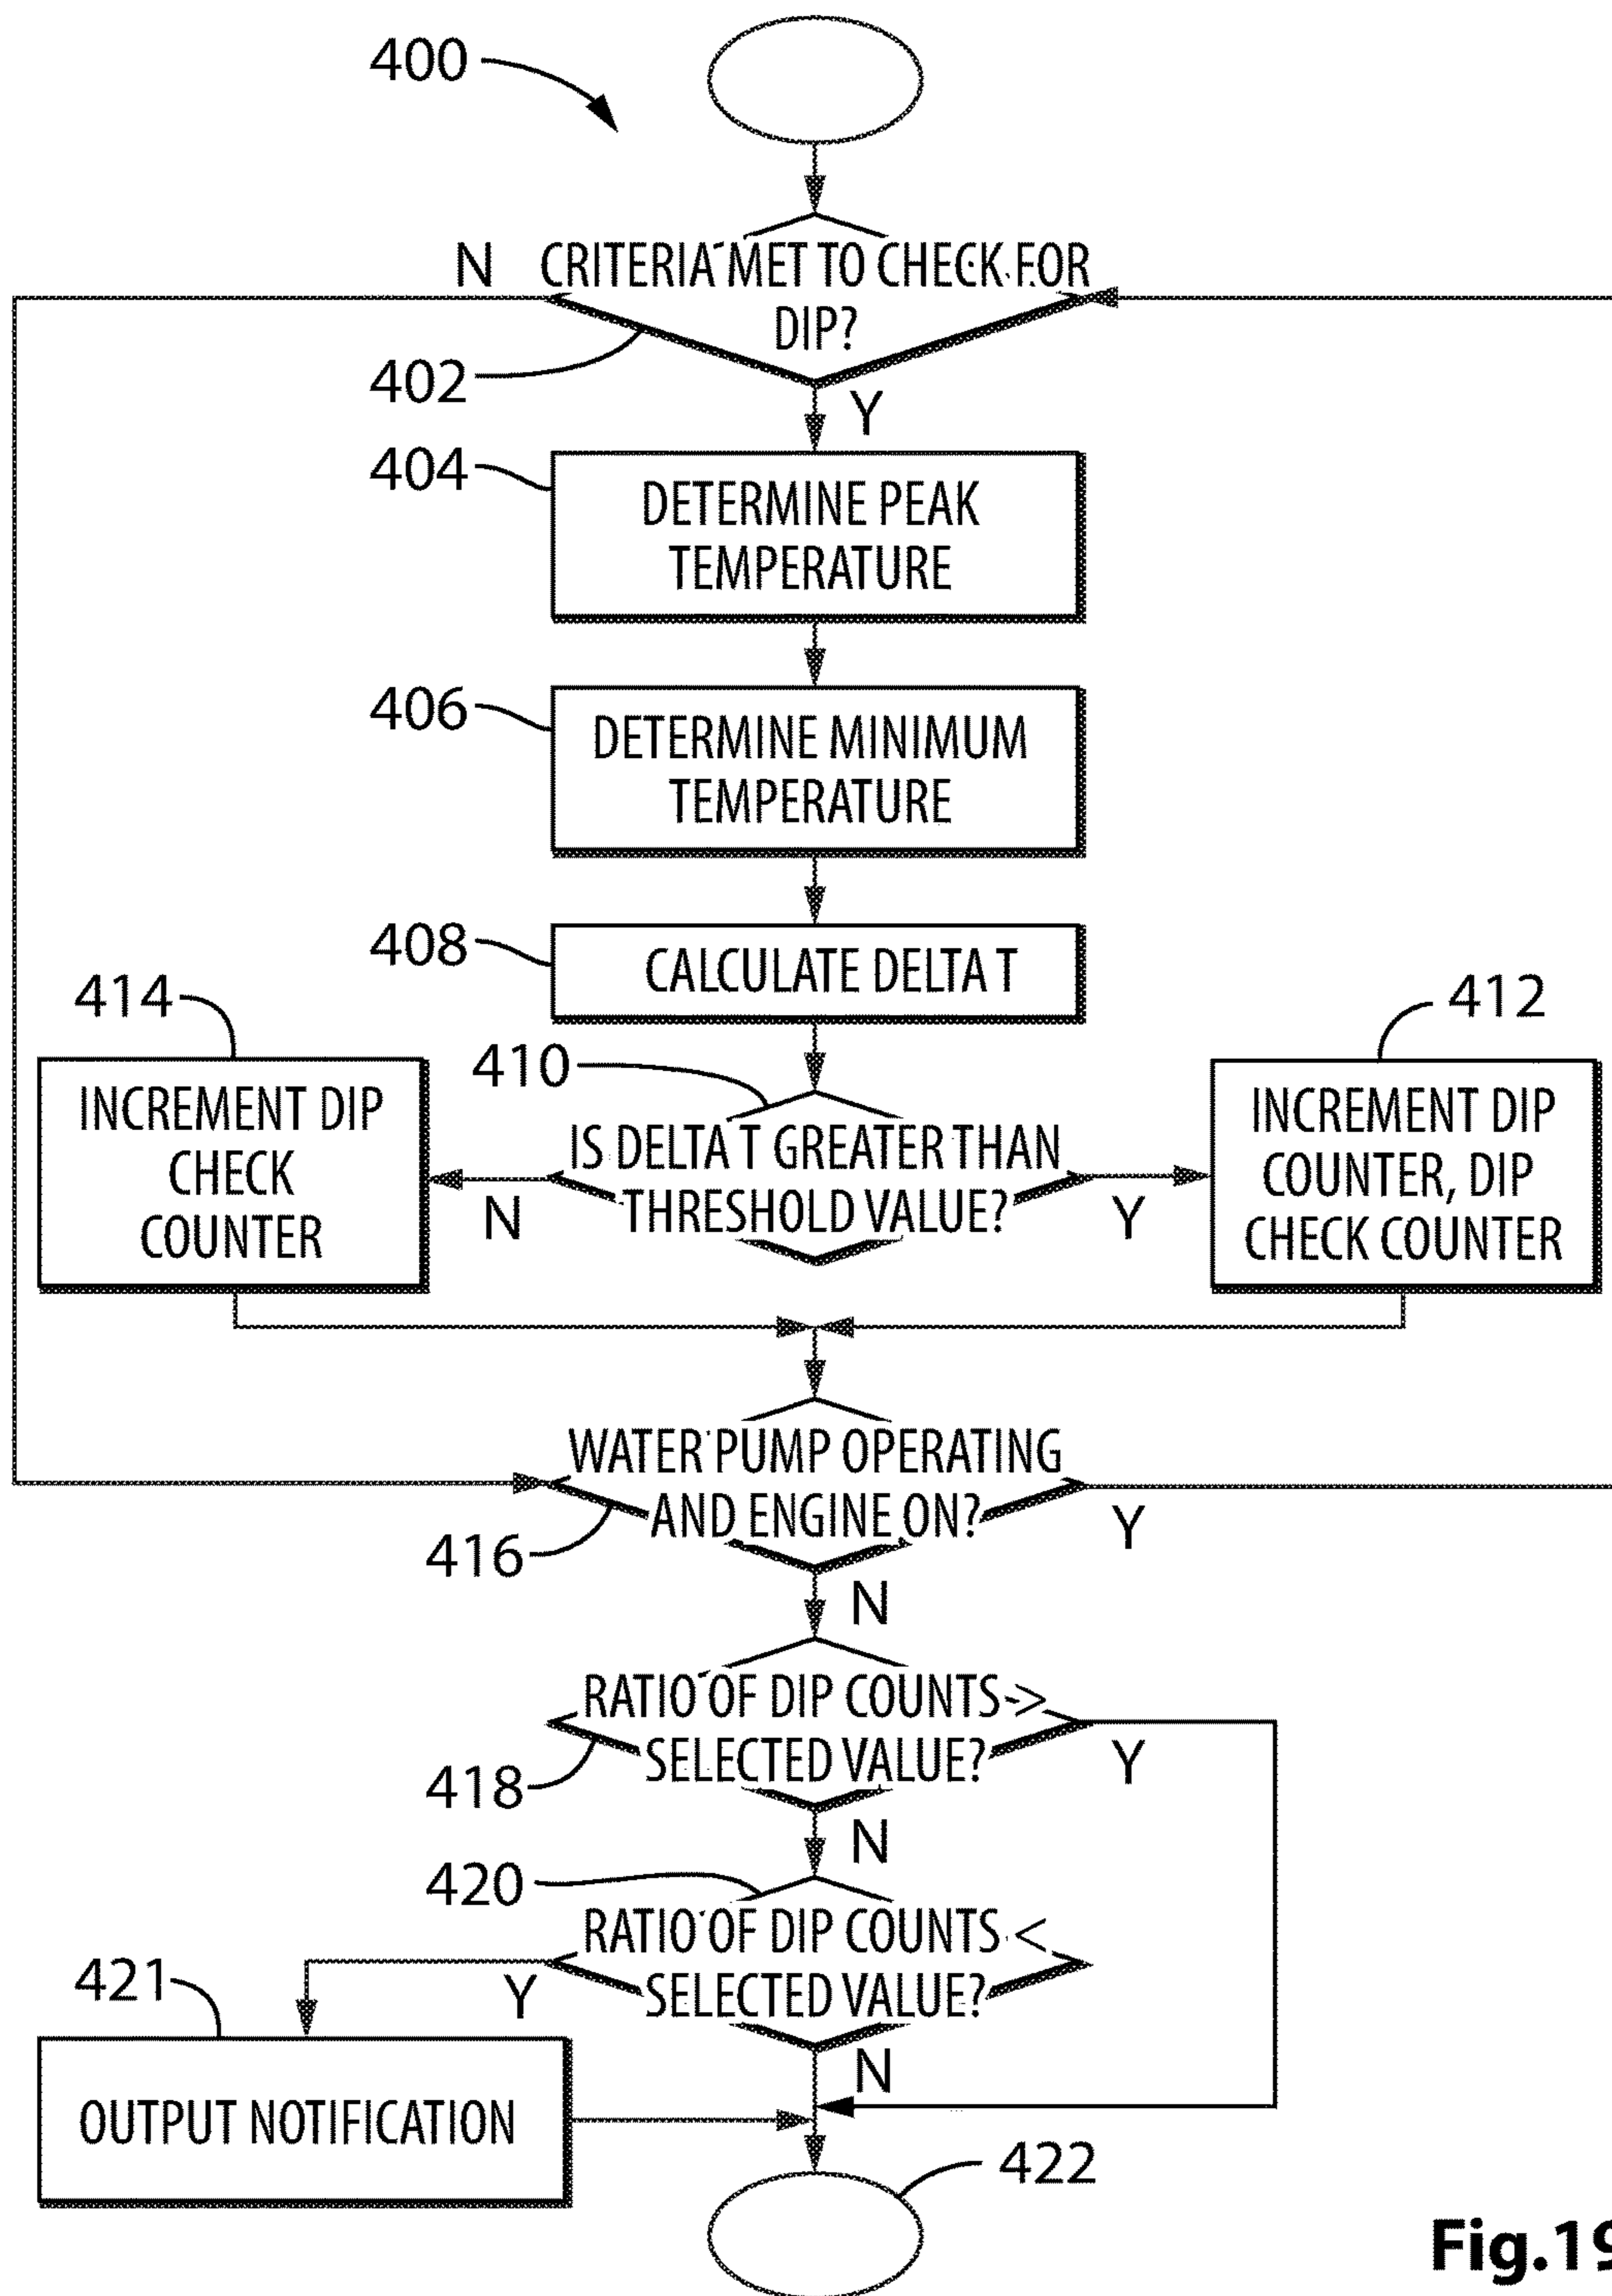 400
N CRITERIA MET TO CHECK FOR
DIP?
402
Y
404
DETERMINE PEAK
TEMPERATURE
406
DETERMINE MINIMUM
TEMPERATURE
408
CALCULATE DELTA T
414
412
410
INCREMENT DIP
CHECK
COUNTER
IS DELTA T GREATER THAN
THRESHOLD VALUE?
N
Y
INCREMENT DIP
COUNTER, DIP
CHECK COUNTER
WATER PUMP OPERATING
AND ENGINE ON?
Y
416
N
RATIO OF DIP COUNTS >
SELECTED VALUE?
Y
418
N
420
RATIO OF DIP COUNTS <
SELECTED VALUE?
421
Y
N
OUTPUT NOTIFICATION
422
Fig.19